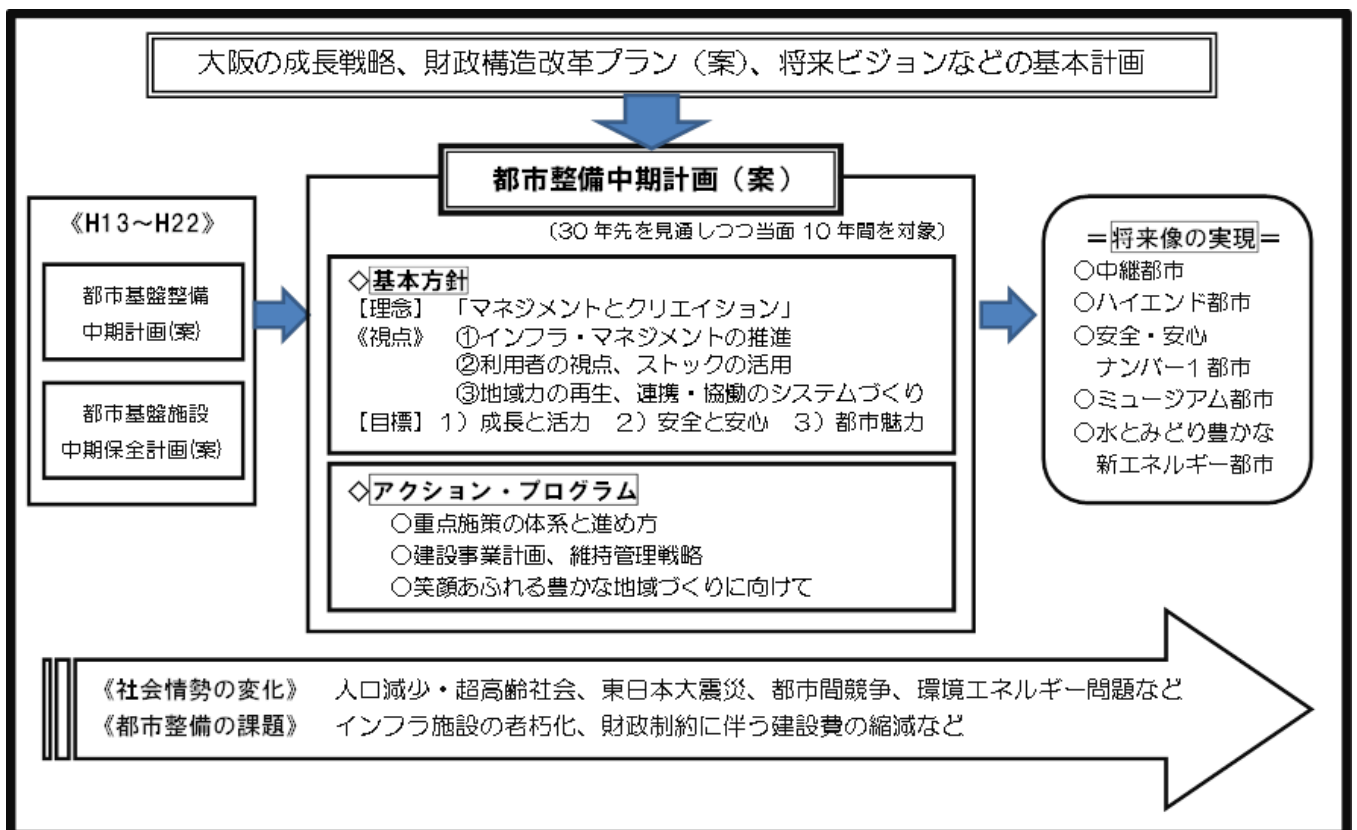 大阪の成長戦略、財政構造改革プラン（案）、将来ビジョンなどの基本計画
都市整備中期計画（案）
（30年先を見通しつつ当面10年間を対象）
《H13～H22》
都市基盤整備
中期計画(案)
都市基盤施設
中期保全計画(案)
◇基本方針
【理念】　「マネジメントとクリエイション」
《視点》　①インフラ・マネジメントの推進
②利用者の視点、ストックの活用
③地域力の再生、連携・協働のシステムづくり
【目標】 1）成長と活力　2）安全と安心　3）都市魅力
◇アクション・プログラム
○重点施策の体系と進め方
○建設事業計画、維持管理戦略
○笑顔あふれる豊かな地域づくりに向けて
＝将来像の実現＝
○中継都市
○ハイエンド都市
○安全・安心
ナンバー１都市
○ミュージアム都市
○水とみどり豊かな
新エネルギー都市
《社会情勢の変化》　人口減少・超高齢社会、東日本大震災、都市間競争、環境エネルギー問題など
《都市整備の課題》　インフラ施設の老朽化、財政制約に伴う建設費の縮減など